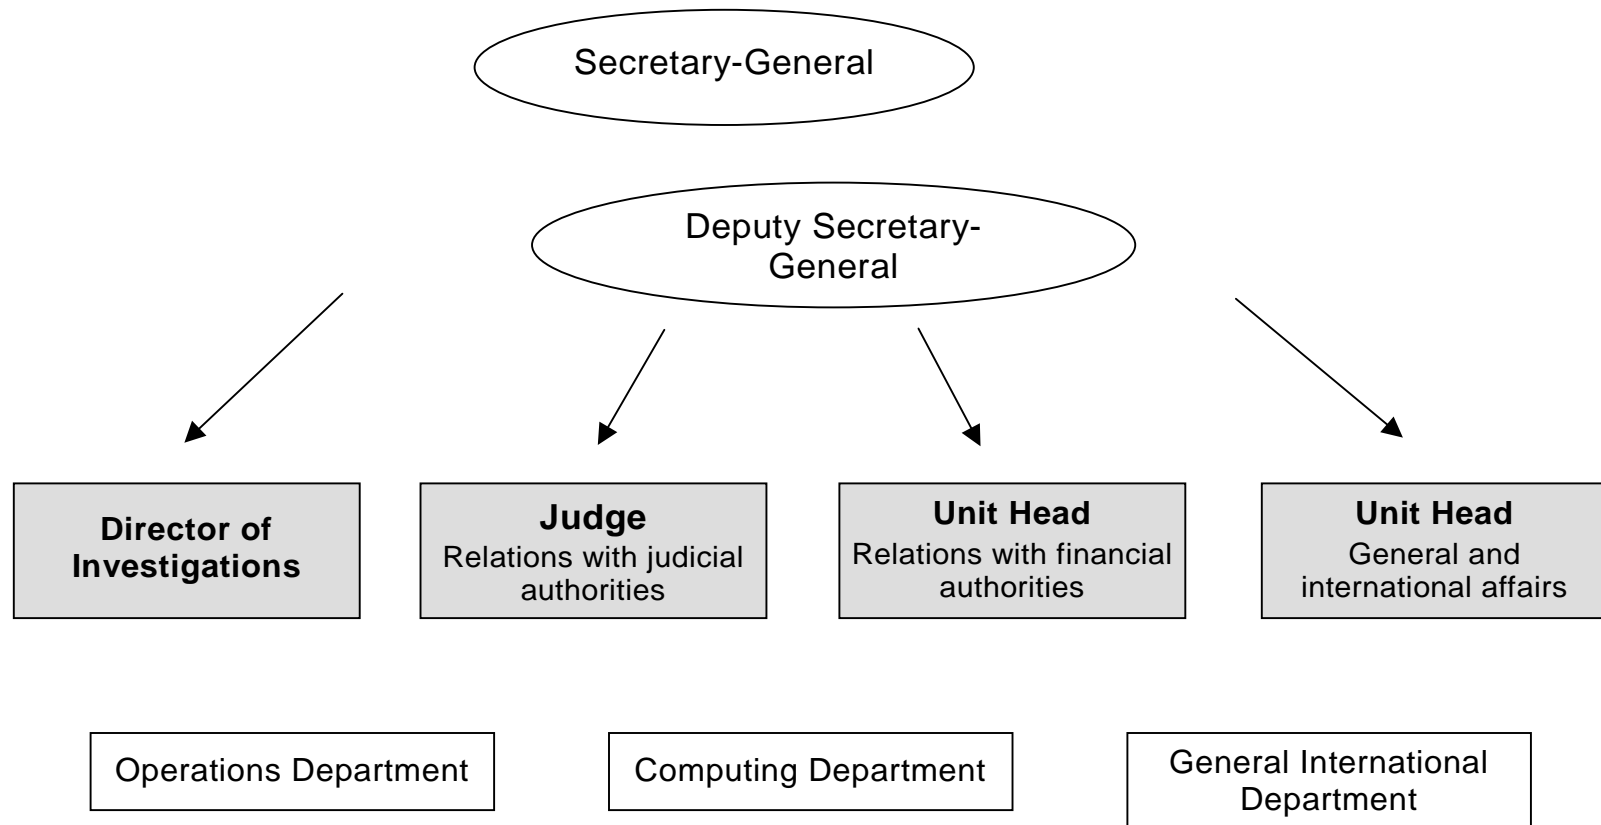 Secretary-General
Deputy Secretary-
General
Director of
Investigations
Judge
Relations with judicial
authorities
Unit Head
Relations with financial
authorities
Unit Head
General and
international affairs
Operations Department
Computing Department
General International
Department